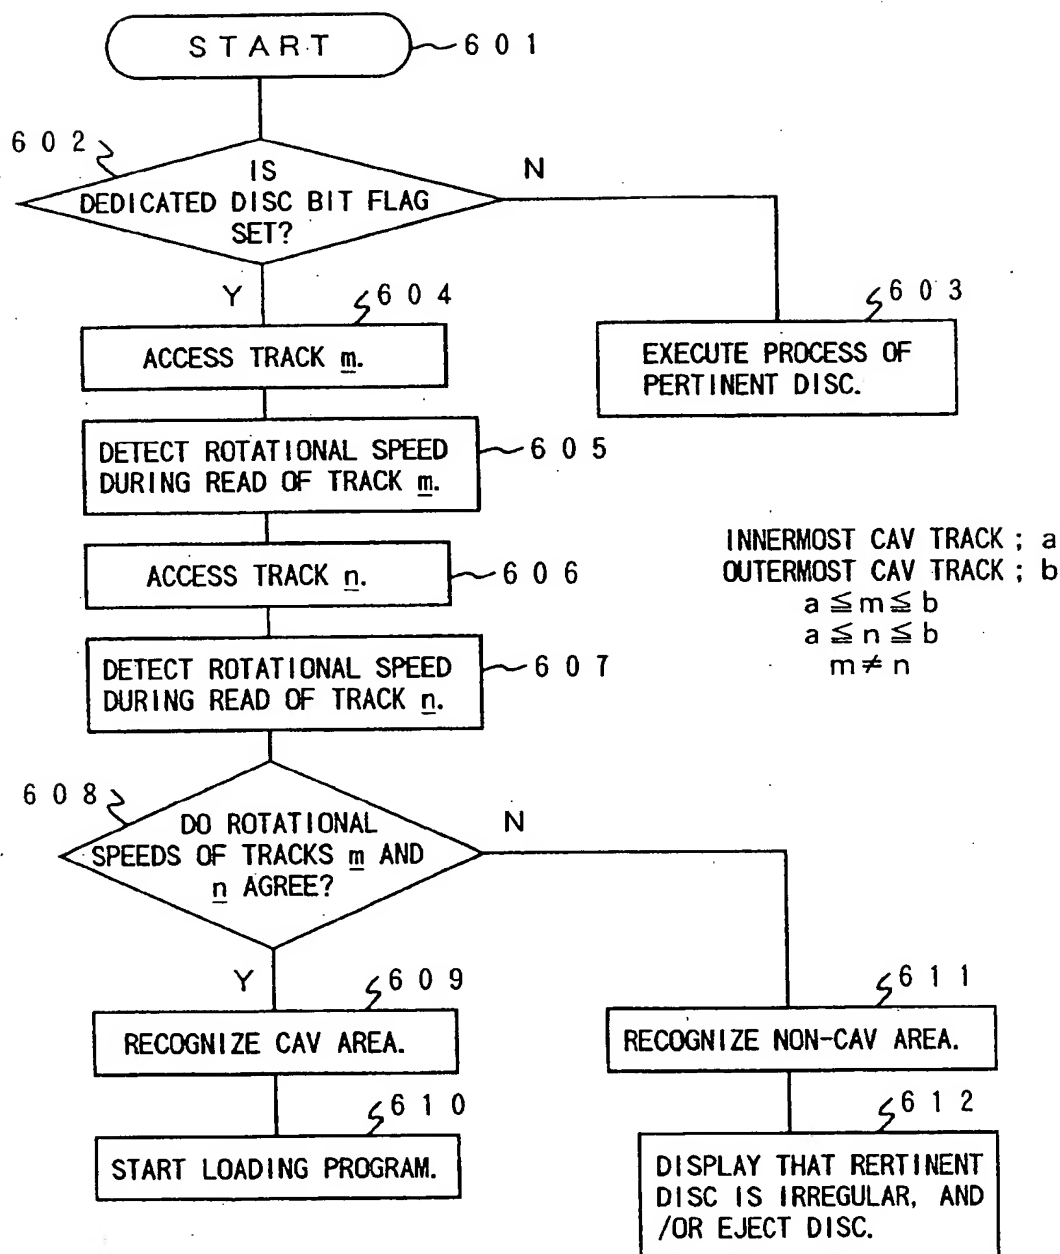 START
601
602
IS
DEDICATED DISC BIT FLAG
SET?
N
Y
604
603
ACCESS TRACK m.
EXECUTE PROCESS OF
PERTINENT DISC.
DETECT ROTATIONAL SPEED
DURING READ OF TRACK m.
605
INNERMOST CAV TRACK ; a
OUTERMOST CAV TRACK ; b
a ≦ m ≦ b
a ≦ n ≦ b
m ≠ n
ACCESS TRACK n.
606
DETECT ROTATIONAL SPEED
DURING READ OF TRACK n.
607
608
DO ROTATIONAL
SPEEDS OF TRACKS m AND
n AGREE?
N
Y
609
611
RECOGNIZE CAV AREA.
RECOGNIZE NON-CAV AREA.
610
612
START LOADING PROGRAM.
DISPLAY THAT RERTINENT
DISC IS IRREGULAR, AND
/OR EJECT DISC.